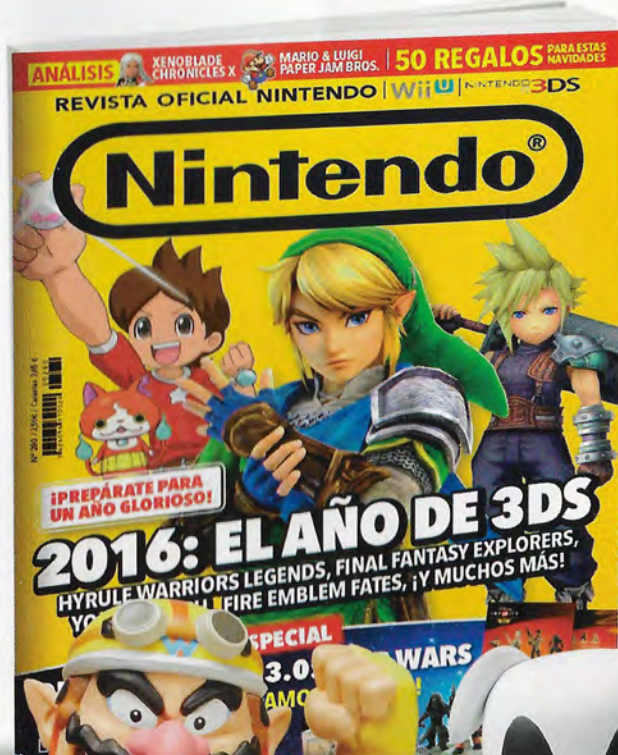 ANÁLISIS XENOBLADE CHRONICLES X MARIO & LUIGI PAPER JAM BROS. 50 REGALOS PARA ESTAS NAVIDADES
REVISTA OFICIAL NINTENDO | Wii U | NINTENDO 3DS
Nintendo®
¡PREPÁRATE PARA
UN AÑO GLORIOSO!
2016: EL AÑO DE 3DS
HYRULE WARRIORS LEGENDS, FINAL FANTASY EXPLORERS,
FIRE EMBLEM FATES, ¡Y MUCHOS MÁS!
SPECIAL
3.0
WARS